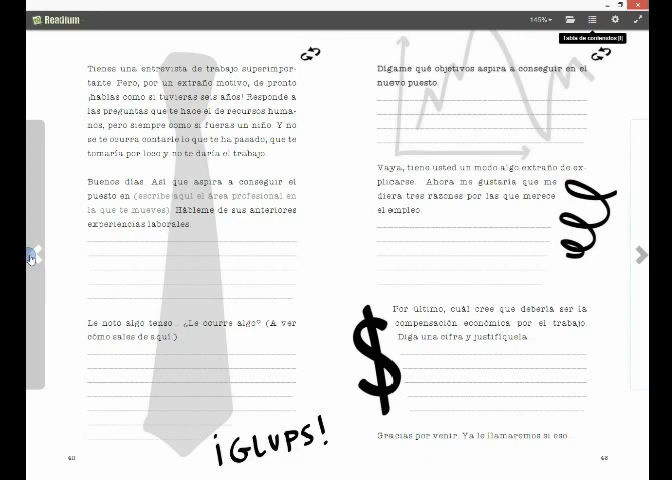 Readium
145%
Tabla de contenidos [t]
Tienes una entrevista de trabajo superimpor-
tante. Pero, por un extraño motivo, de pronto
¡hablas como si tuvieras seis años! Responde a
las preguntas que te hace el de recursos huma-
nos, pero siempre como si fueras un niño. Y no
se te ocurra contarle lo que te ha pasado, que te
tomaría por loco y no te daría el trabajo.
Buenos días. Así que aspira a conseguir el
puesto en (escribe aquí el área profesional en
la que te mueves). Hábleme de sus anteriores
experiencias laborales:
Le noto algo tenso... ¿Le ocurre algo? (A ver
cómo sales de aquí.)
¡GLUPS!
42
Dígame qué objetivos aspira a conseguir en el
nuevo puesto.
Vaya, tiene usted un modo algo extraño de ex-
plicarse. Ahora me gustaría que me
diera tres razones por las que merece
el empleo.
$
Por último, cuál cree que debería ser la
compensación económica por el trabajo.
Diga una cifra y justifíquela.
Gracias por venir. Ya le llamaremos si eso...
43